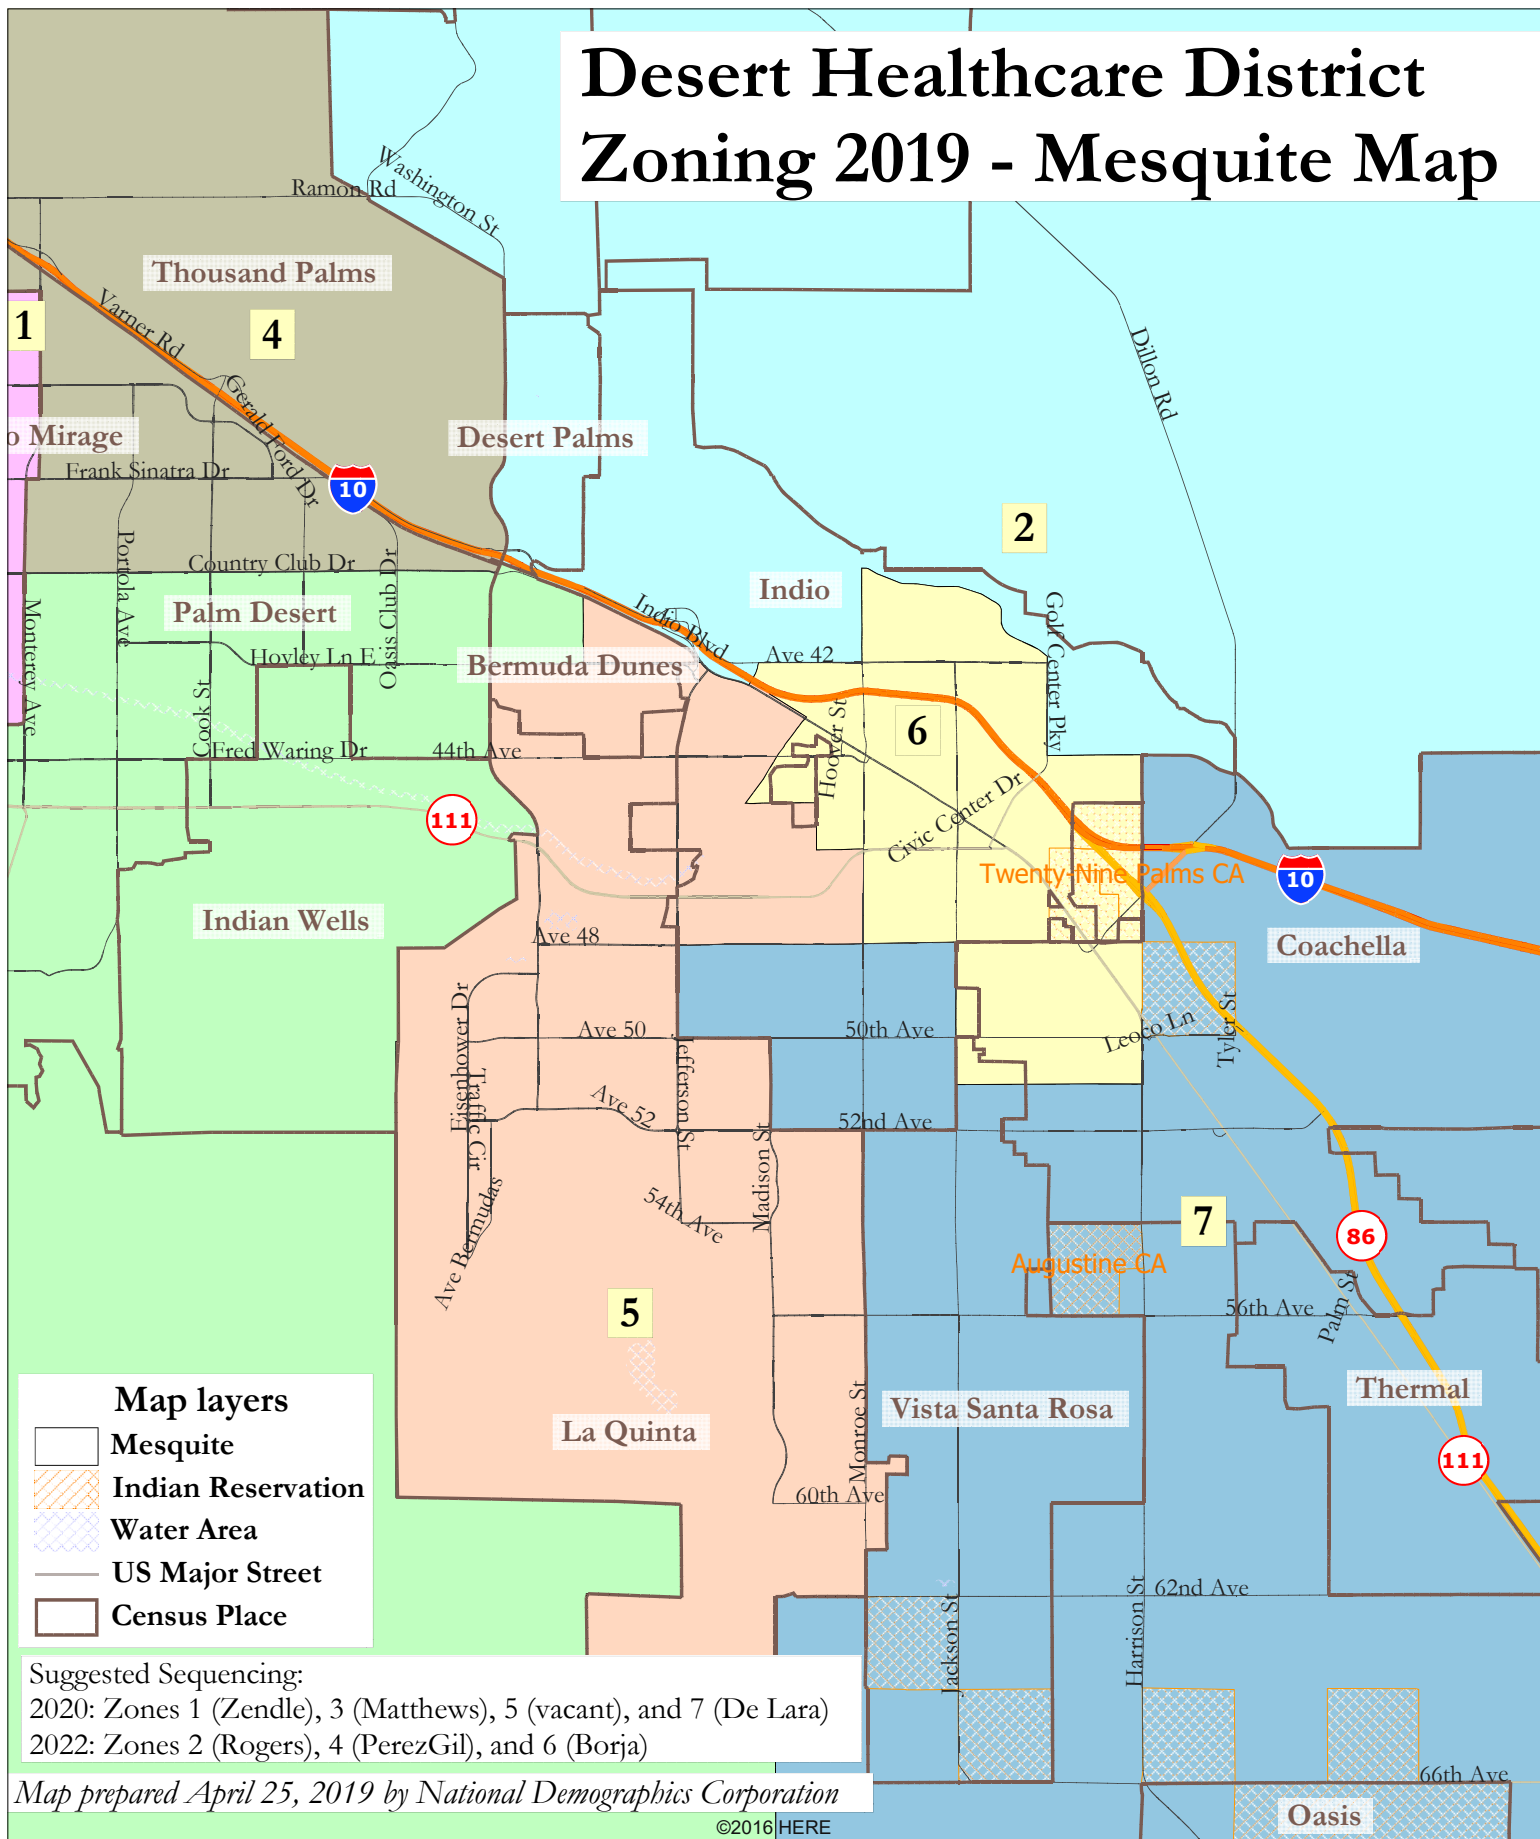 Desert Healthcare District
Zoning 2019 - Mesquite Map
Washington St
Ramon Rd
Thousand Palms
1
4
Varner Rd
Dillon Rd
Gerald Ford Dr
o Mirage
Desert Palms
Frank Sinatra Dr
10
2
Portola Ave
Country Club Dr
Oasis Club Dr
Indio
Monterey Ave
Palm Desert
Indio Blvd
Golf Center Pkv
Hovley Ln E
Bermuda Dunes
Ave 42
Cook St
Hoover St
6
Fred Waring Dr
44th Ave
111
Civic Center Dr
Twenty-Nine Palms CA
10
Indian Wells
Ave 48
Coachella
Eisenhower Dr
Ave 50
50th Ave
Leoco Ln
Tyler St
Jefferson St
Traffic Cir
Ave 52
52nd Ave
Madison St
54th Ave
Ave Bermudas
7
86
Augustine CA
5
56th Ave
Palm St
Thermal
Map layers
Mesquite
Indian Reservation
Water Area
US Major Street
Census Place
La Quinta
Vista Santa Rosa
Monroe St
111
60th Ave
Jackson St
Harrison St
62nd Ave
Suggested Sequencing:
2020: Zones 1 (Zendle), 3 (Matthews), 5 (vacant), and 7 (De Lara)
2022: Zones 2 (Rogers), 4 (PerezGil), and 6 (Borja)
66th Ave
Map prepared April 25, 2019 by National Demographics Corporation
Oasis
©2016 HERE